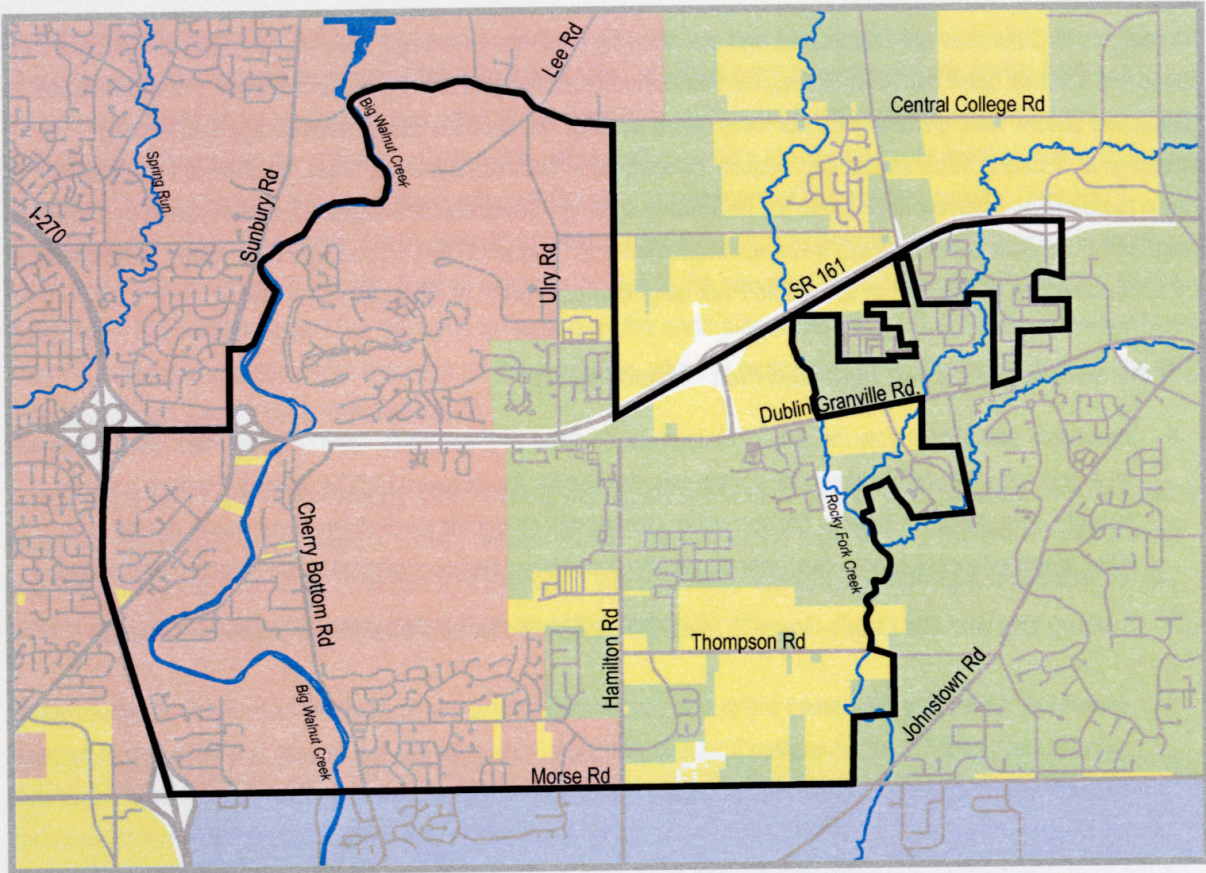 Lee Rd
Central College Rd
Big Walnut Creek
Spring Run
Sunbury Rd
I-270
Ulry Rd
SR 161
Dublin Granville Rd.
Rocky Fork Creek
Cherry Bottom Rd
Hamilton Rd
Thompson Rd
Johnstown Rd
Big Walnut Creek
Morse Rd